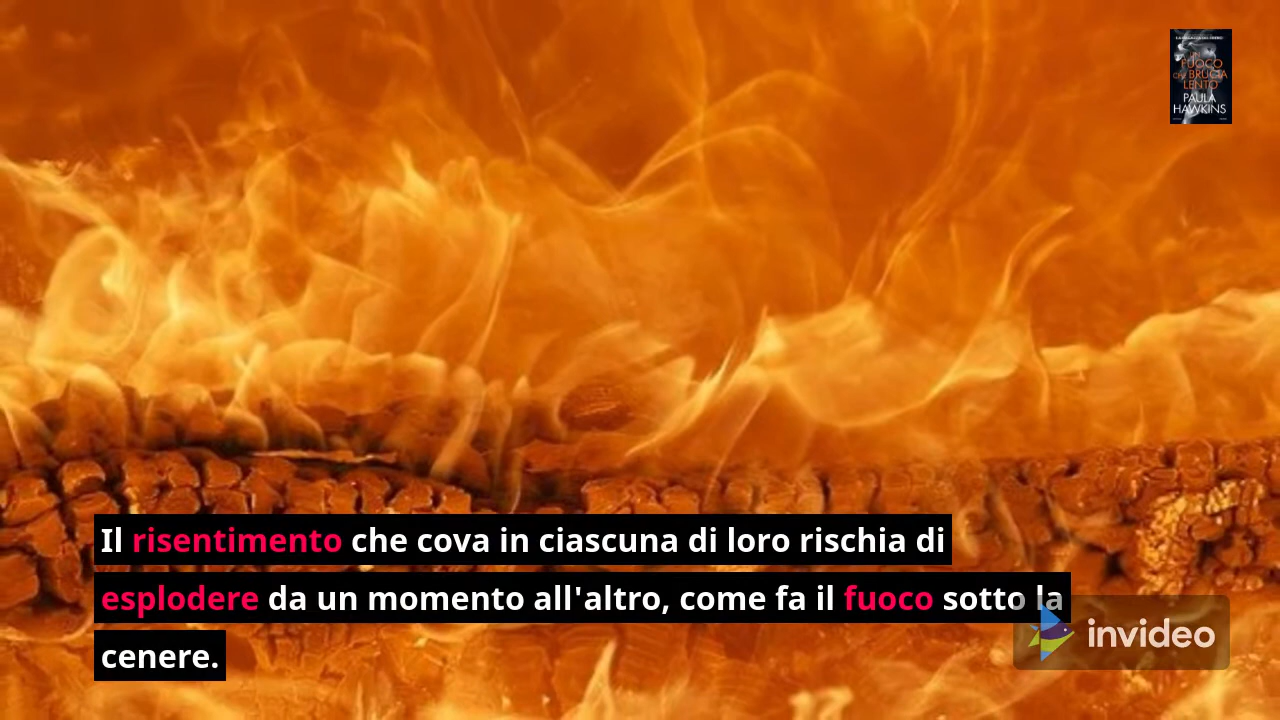 FUOCO
CHE BRUCIA
LENTO
PAULA
HAWKINS
Il risentimento che cova in ciascuna di loro rischia di
esplodere da un momento all'altro, come fa il fuoco sotto la
cenere.
invideo